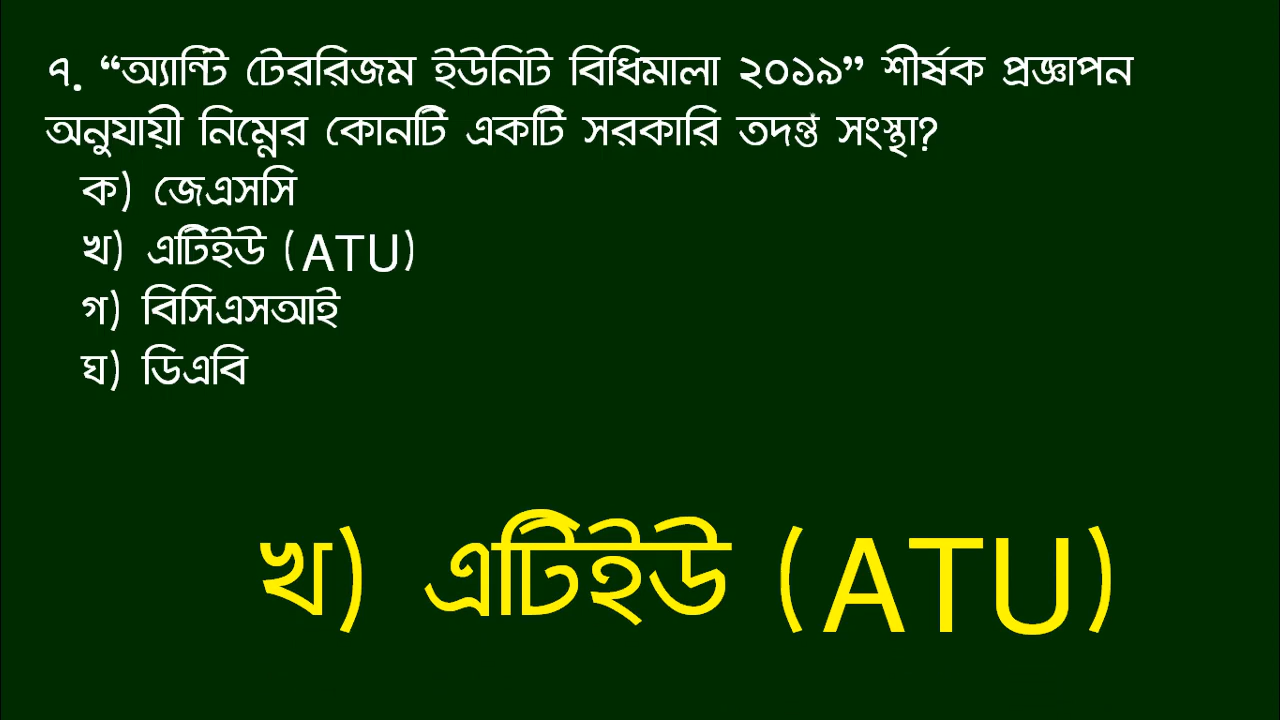 ৭. “অ্যান্টি টেররিজম ইউনিট বিধিমালা ২০১৯” শীর্ষক প্রজ্ঞাপন
অনুযায়ী নিম্নের কোনটি একটি সরকারি তদন্ত সংস্থা?
ক) জেএসসি
খ) এটিইউ (ATU)
গ) বিসিএসআই
ঘ) ডিএবি
খ) এটিইউ (ATU)